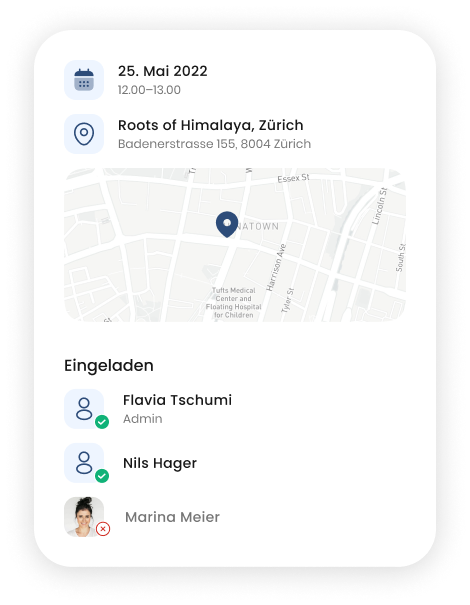 25. Mai 2022
12.00–13.00
Roots of Himalaya, Zürich
Badenerstrasse 155, 8004 Zürich
Essex St
Lincoln St
NATOWN
South St
Harrison Ave
Tyler St
Tufts Medical
Center and
Floating Hospital
for Children
Eingeladen
Flavia Tschumi
Admin
Nils Hager
Marina Meier